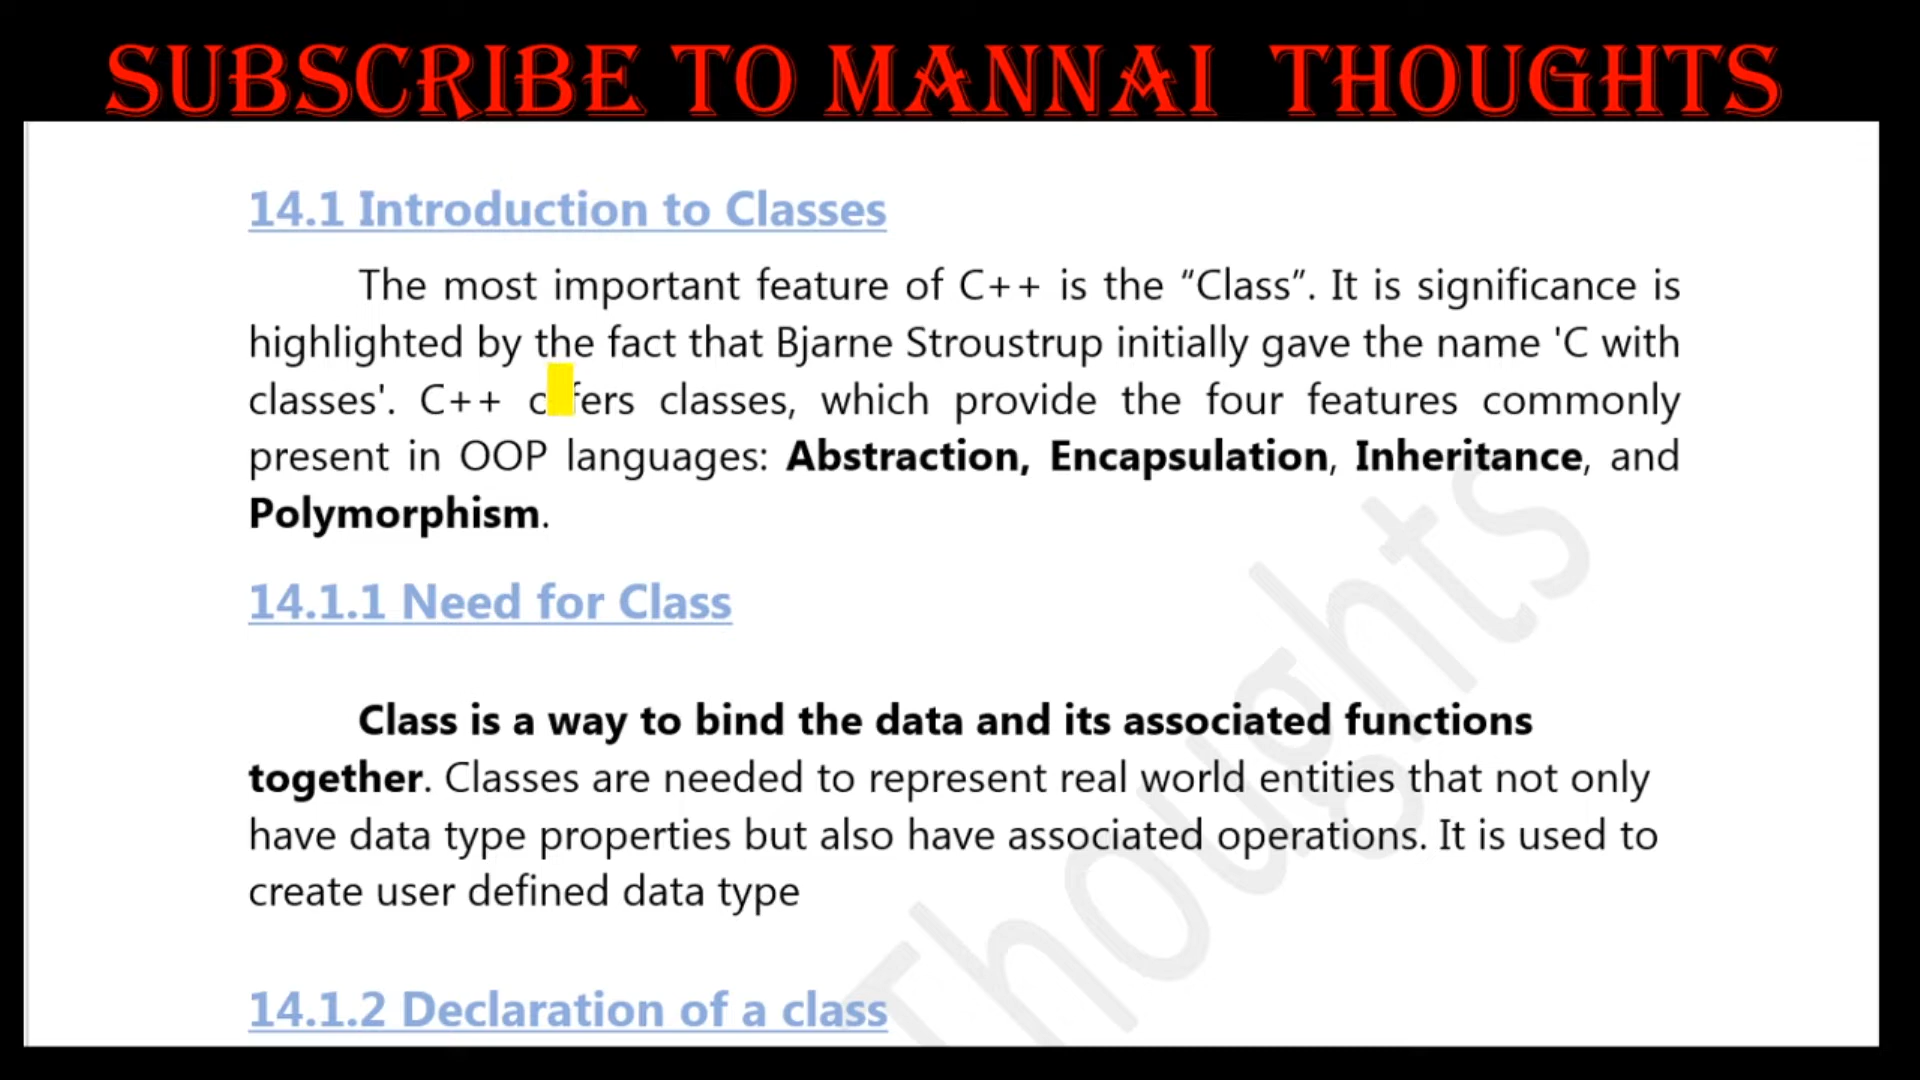 SUBSCRIBE TO MANNAI THOUGHTS
14.1 Introduction to Classes
The most important feature of C++ is the “Class”. It is significance is
highlighted by the fact that Bjarne Stroustrup initially gave the name 'C with
classes'. C++ offers classes, which provide the four features commonly
present in OOP languages: Abstraction, Encapsulation, Inheritance, and
Polymorphism.
14.1.1 Need for Class
Class is a way to bind the data and its associated functions
together. Classes are needed to represent real world entities that not only
have data type properties but also have associated operations. It is used to
create user defined data type
14.1.2 Declaration of a class
Thoughts